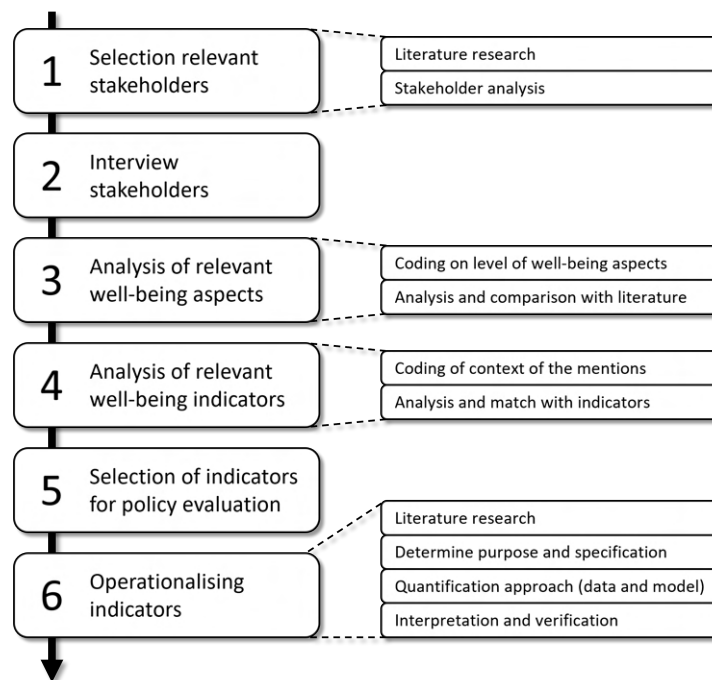 1
Selection relevant
stakeholders
Literature research
Stakeholder analysis
2
Interview
stakeholders
3
Analysis of relevant
well-being aspects
Coding on level of well-being aspects
Analysis and comparison with literature
4
Analysis of relevant
well-being indicators
Coding of context of the mentions
Analysis and match with indicators
5
Selection of indicators
for policy evaluation
6
Operationalising
indicators
Literature research
Determine purpose and specification
Quantification approach (data and model)
Interpretation and verification